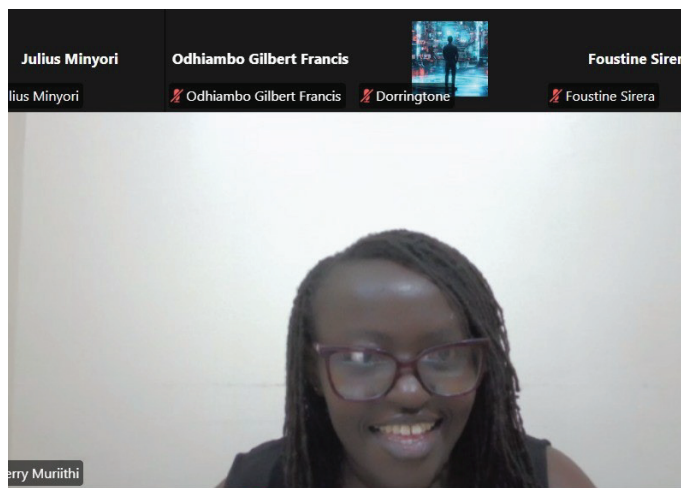 Julius Minyori
Odhiambo Gilbert Francis
Foustine Sirer
lius Minyori
Odhiambo Gilbert Francis
Dorringtone
Foustine Sirera
erry Muriithi